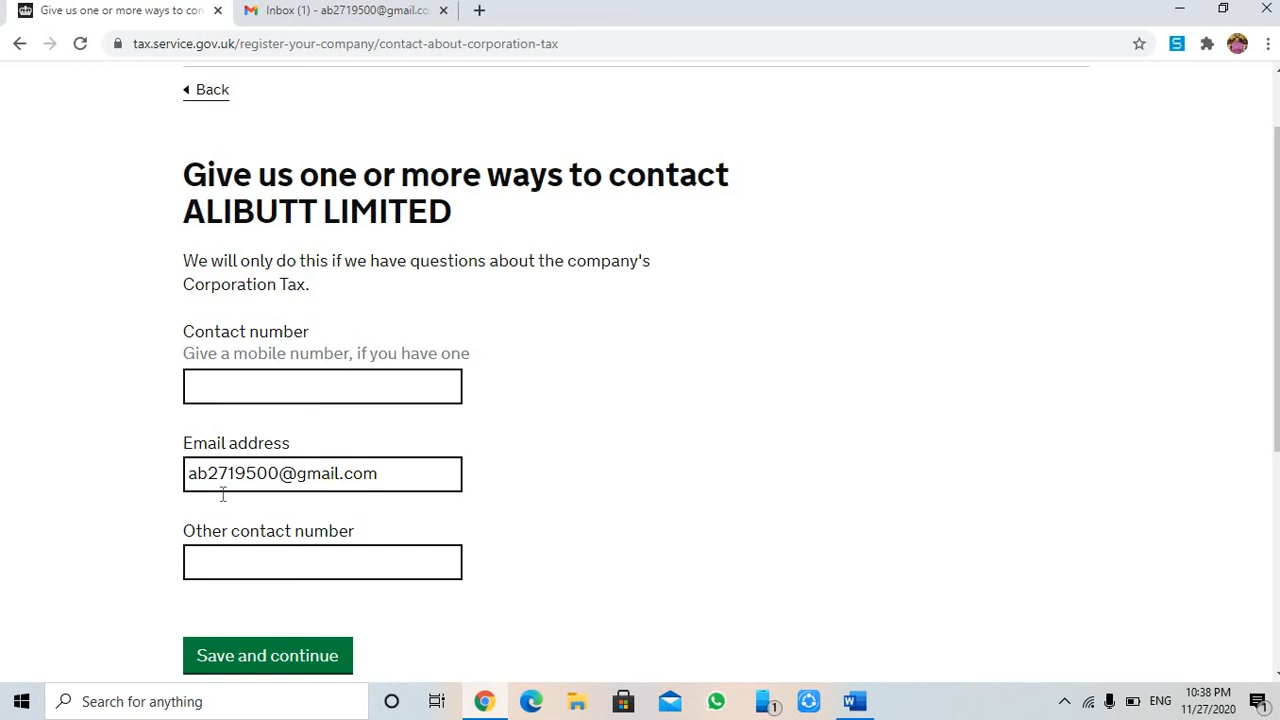 Give us one or more ways to con
Inbox (1) - ab2719500@gmail.co
tax.service.gov.uk/register-your-company/contact-about-corporation-tax
Back
Give us one or more ways to contact
ALIBUTT LIMITED
We will only do this if we have questions about the company's
Corporation Tax.
Contact number
Give a mobile number, if you have one
Email address
ab2719500@gmail.com
Other contact number
Save and continue
Search for anything
1
ENG
10:38 PM
11/27/2020
1